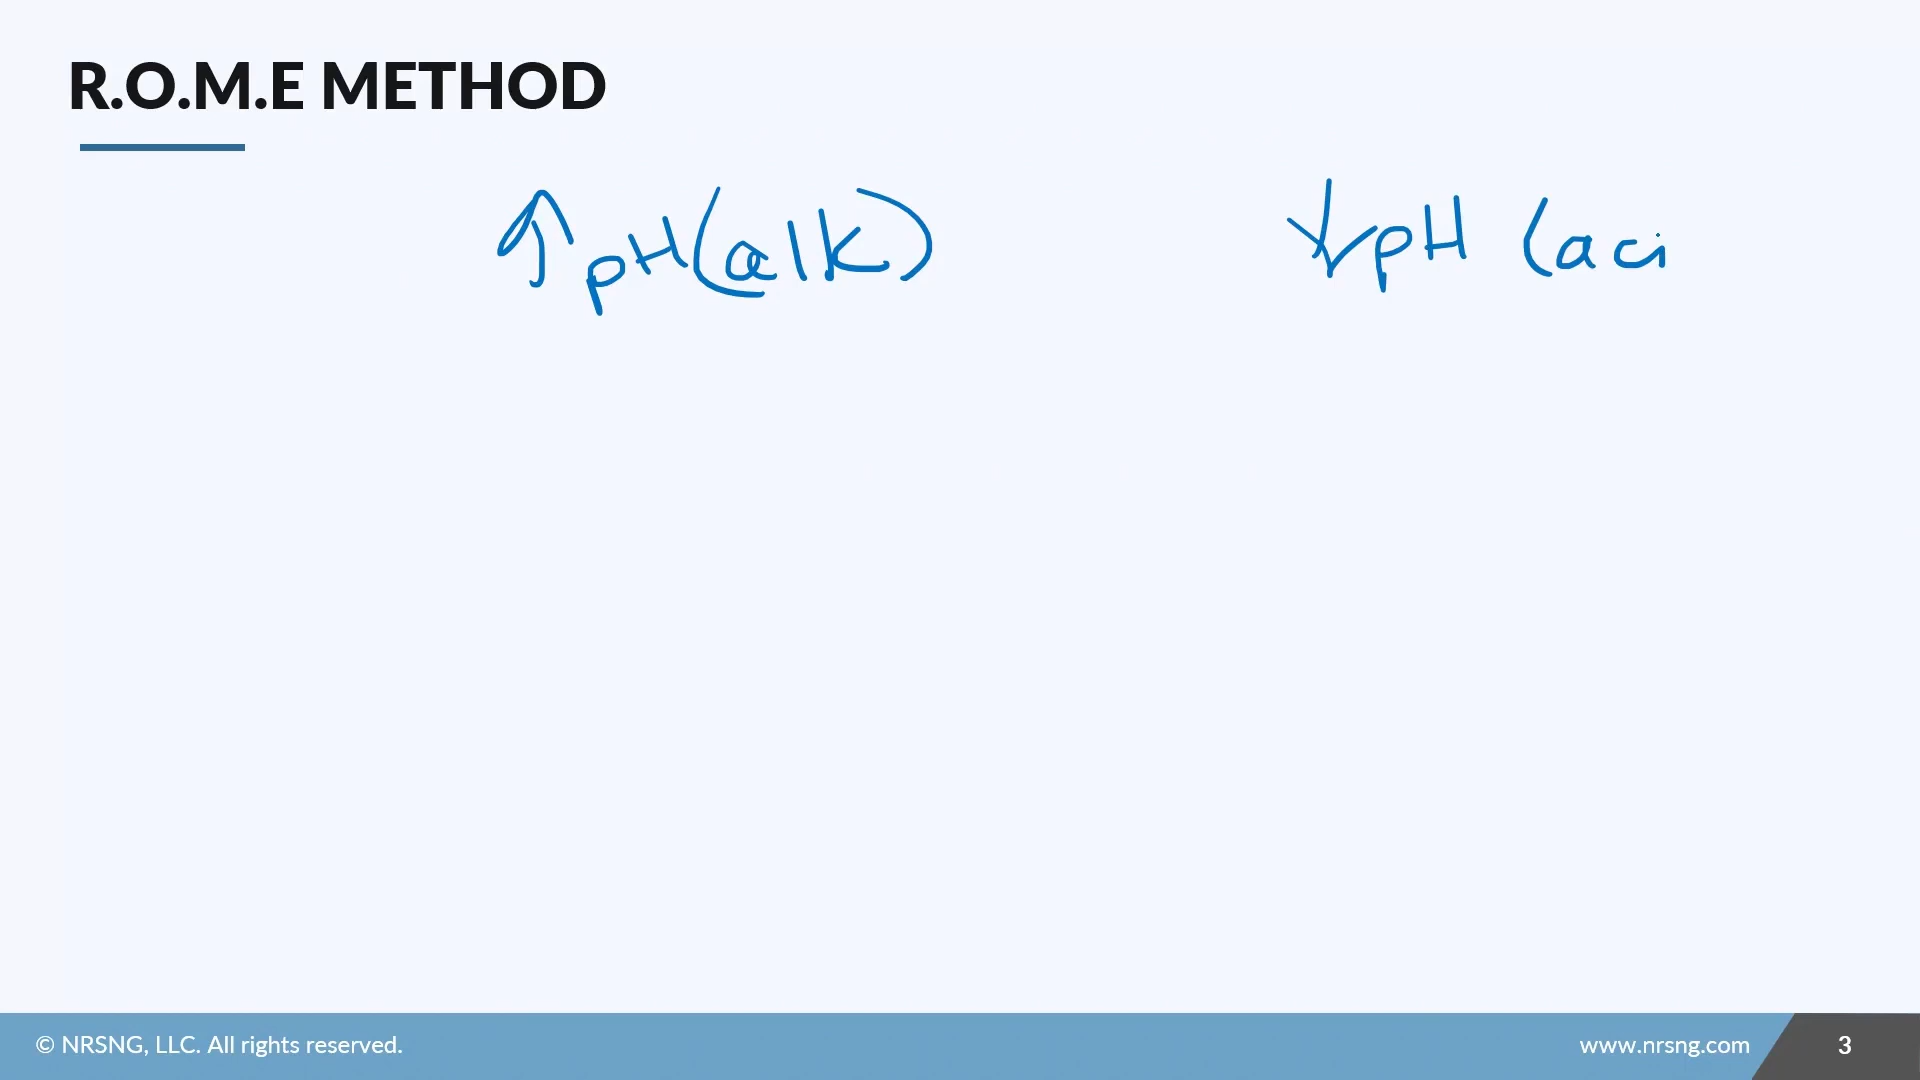 R.O.M.E METHOD
↑pH(alk) ↓pH (aci
© NRSNG, LLC. All rights reserved. www.nrsng.com 3